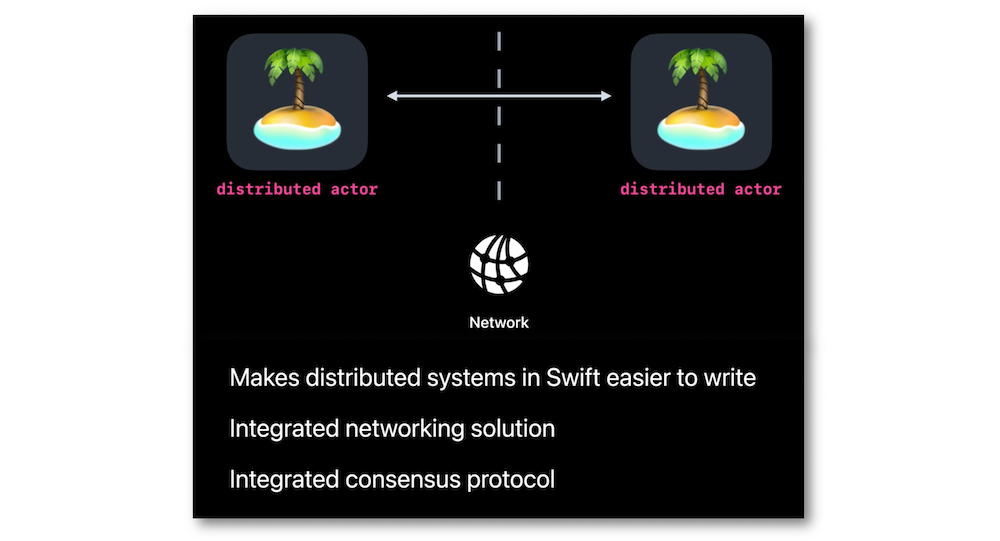 distributed actor distributed actor
Network
Makes distributed systems in Swift easier to write
Integrated networking solution
Integrated consensus protocol